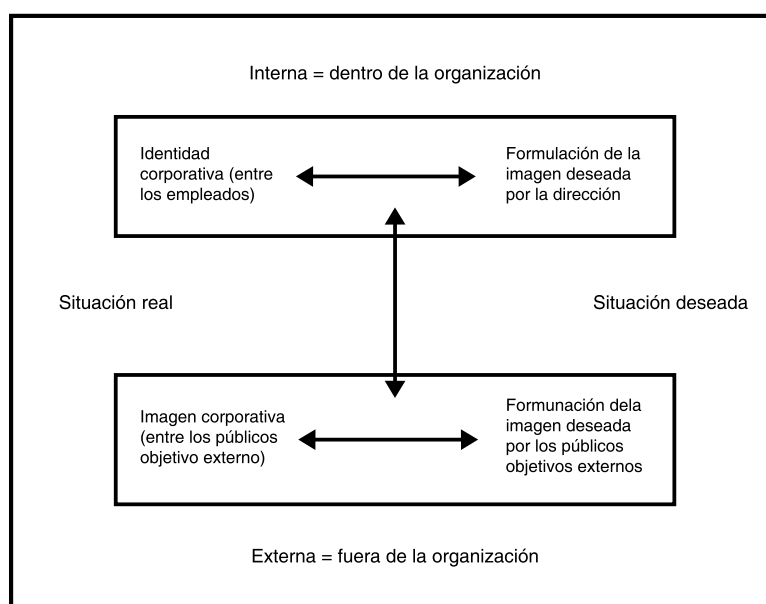 Interna = dentro de la organización
Identidad
corporativa (entre
los empleados)
Formulación de la
imagen deseada
por la dirección
Situación real
Situación deseada
Imagen corporativa
(entre los públicos
objetivo externo)
Formunación dela
imagen deseada
por los públicos
objetivos externos
Externa = fuera de la organización